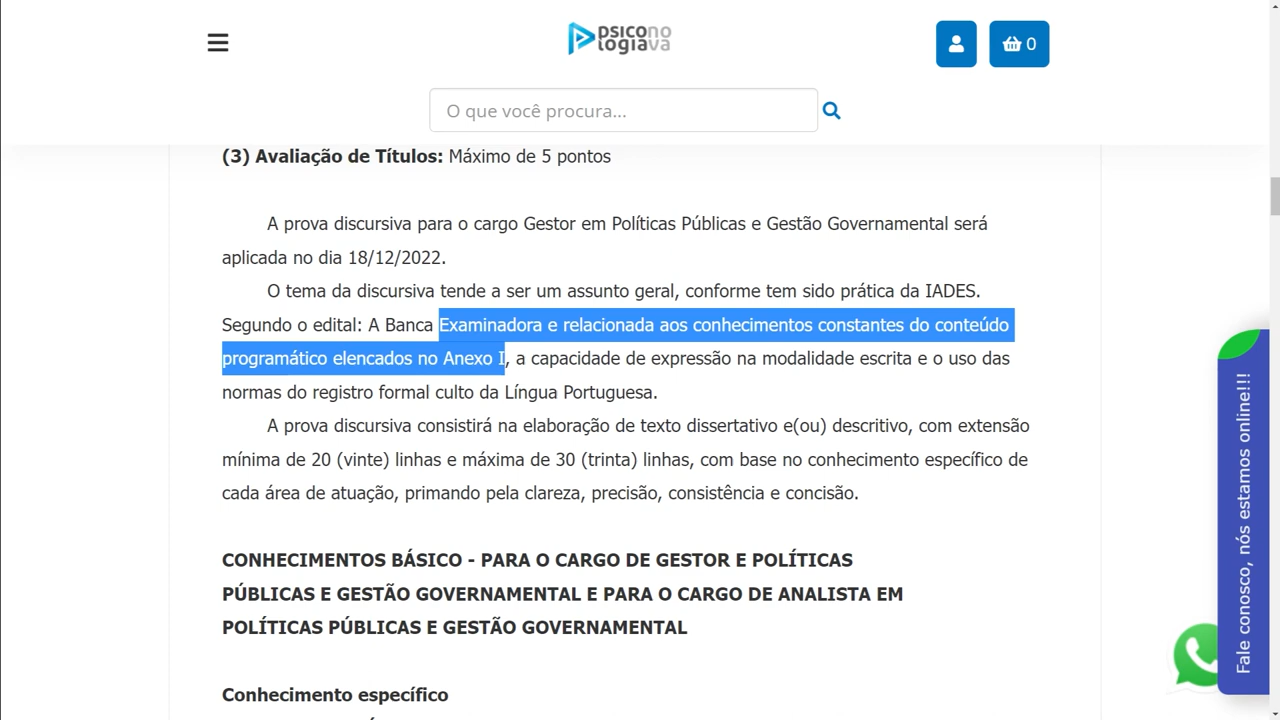 psicono
logiava
0
O que você procura...
(3) Avaliação de Títulos: Máximo de 5 pontos
A prova discursiva para o cargo Gestor em Políticas Públicas e Gestão Governamental será
aplicada no dia 18/12/2022.
O tema da discursiva tende a ser um assunto geral, conforme tem sido prática da IADES.
Segundo o edital: A Banca Examinadora e relacionada aos conhecimentos constantes do conteúdo
programático elencados no Anexo I, a capacidade de expressão na modalidade escrita e o uso das
normas do registro formal culto da Língua Portuguesa.
A prova discursiva consistirá na elaboração de texto dissertativo e(ou) descritivo, com extensão
mínima de 20 (vinte) linhas e máxima de 30 (trinta) linhas, com base no conhecimento específico de
cada área de atuação, primando pela clareza, precisão, consistência e concisão.
CONHECIMENTOS BÁSICO - PARA O CARGO DE GESTOR E POLÍTICAS
PÚBLICAS E GESTÃO GOVERNAMENTAL E PARA O CARGO DE ANALISTA EM
POLÍTICAS PÚBLICAS E GESTÃO GOVERNAMENTAL
Conhecimento específico
Fale conosco, nós estamos online!!!